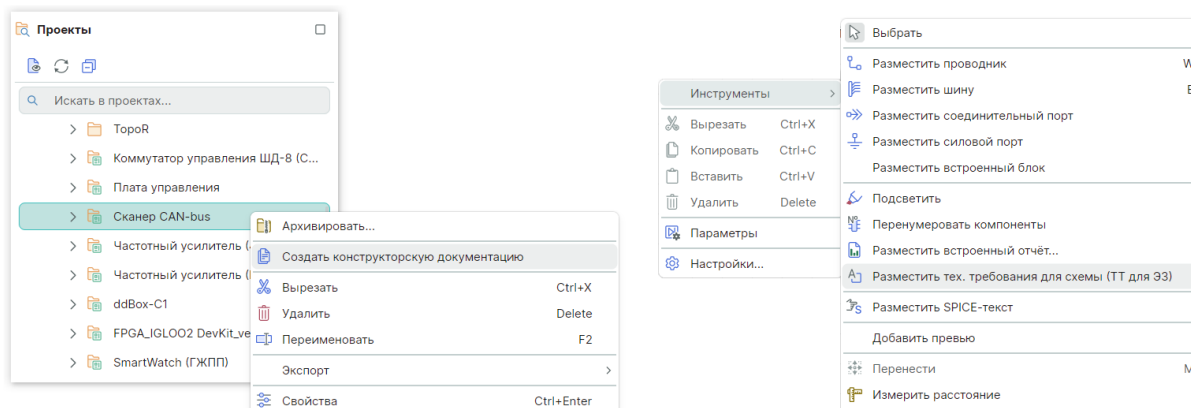 Проекты
Искать в проектах...
TopoR
Коммутатор управления ШД-8 (С...
Плата управления
Сканер CAN-bus
Частотный усилитель (
Частотный усилитель (
ddBox-C1
FPGA_IGLOO2 DevKit_ve
SmartWatch (ГЖПП)
Архивировать...
Создать конструкторскую документацию
Вырезать Ctrl+X
Удалить Delete
Переименовать F2
Экспорт
Свойства Ctrl+Enter
Инструменты
Вырезать Ctrl+X
Копировать Ctrl+C
Вставить Ctrl+V
Удалить Delete
Параметры
Настройки...
Выбрать
Разместить проводник W
Разместить шину
Разместить соединительный порт
Разместить силовой порт
Разместить встроенный блок
Подсветить
Перенумеровать компоненты
Разместить встроенный отчёт...
Разместить тех. требования для схемы (ТТ для Э3)
Разместить SPICE-текст
Добавить превью
Перенести M
Измерить расстояние